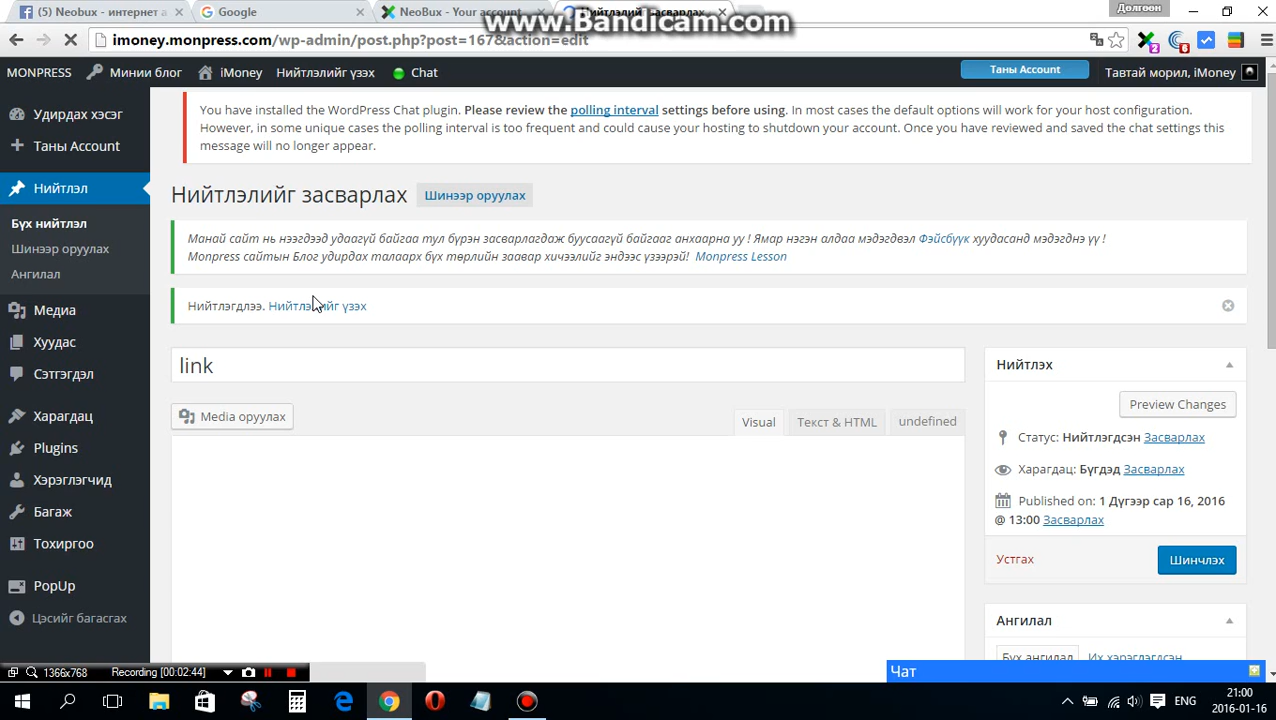 (5) Neobux - интернет а
Google
NeoBux - Your account
www.Bandicam.com
Долгоон
imoney.monpress.com/wp-admin/post.php?post=167&action=edit
2
6
MONPRESS
Минии блог
iMoney
Нийтлэлийг үзэх
Chat
Таны Account
Тавтай морил, iMoney
You have installed the WordPress Chat plugin. Please review the polling interval settings before using. In most cases the default options will work for your host configuration.
However, in some unique cases the polling interval is too frequent and could cause your hosting to shutdown your account. Once you have reviewed and saved the chat settings this
message will no longer appear.
Удирдах хэсэг
Таны Account
Нийтлэл
Бүх нийтлэл
Шинээр оруулах
Ангилал
Медиа
Хуудас
Сэтгэгдэл
Харагдац
Plugins
Хэрэглэгчид
Багаж
Тохиргоо
PopUp
Цэсийг багасгах
Нийтлэлийг засварлах
Шинээр оруулах
Манай сайт нь нээгдээд удаагүй байгаа тул бүрэн засварлагдаж буусаагүй байгааг анхаарна уу ! Ямар нэгэн алдаа мэдэгдвэл Фэйсбүүк хуудасанд мэдэгднэ үү !
Monpress сайтын Блог удирдах талаарх бүх төрлийн заавар хичээлийг эндээс үзээрэй! Monpress Lesson
Нийтлэгдлээ. Нийтлэлийг үзэх
link
Media оруулах
Visual
Текст & HTML
undefined
Нийтлэх
Preview Changes
Статус: Нийтлэгдсэн Засварлах
Харагдац: Бүгдэд Засварлах
Published on: 1 Дүгээр сар 16, 2016
@ 13:00 Засварлах
Устгах
Шинчлэх
Ангилал
Бүх ангилал
Их хэрэглэгдсэн
Чат
1366x768
Recording [00:02:44]
ENG
21:00
2016-01-16